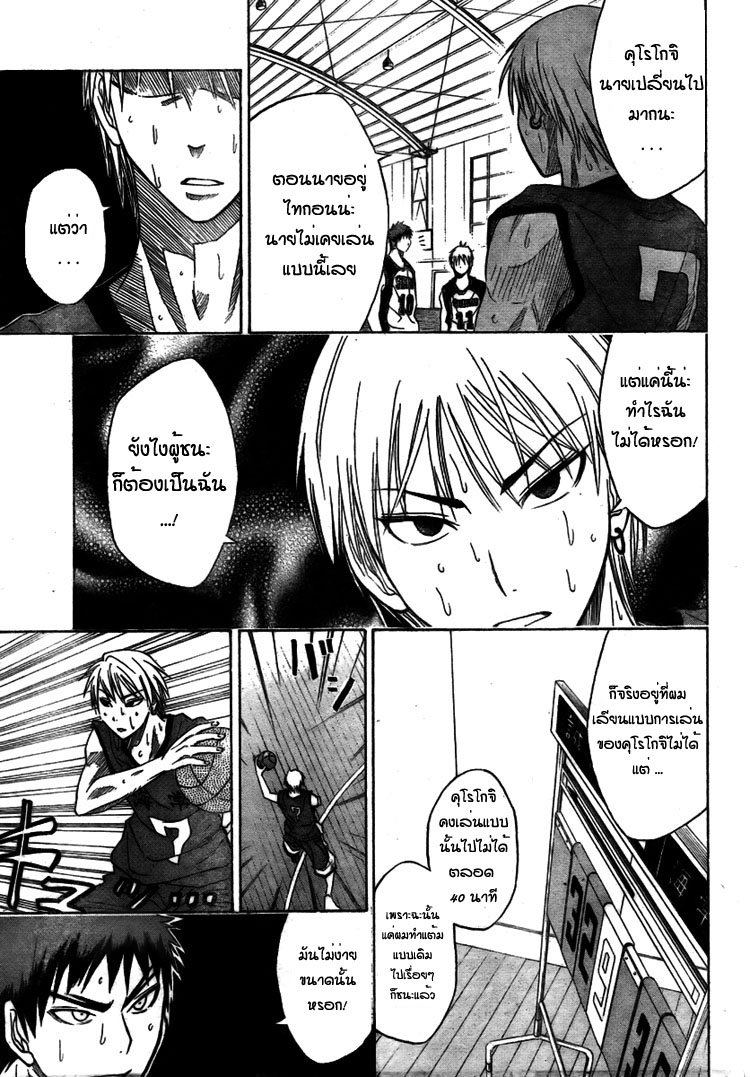 คุโรโกจิ
นายเปลี่ยนไป
มากนะ
...
ตอนนายอยู่
ไทกอนน่ะ
นายไม่เคยเล่น
แบบนี้เลย
10
11
7
แต่ว่า
...
แต่แค่นี้น่ะ
ทำไรฉัน
ไม่ได้หรอก!
ยังไงผู้ชนะ
ก็ต้องเป็นฉัน
...!
ก็จริงอยู่ที่ผม
เลียนแบบการเล่น
ของคุโรโกจิไม่ได้
แต่ ...
คุโรโกจิ
คงเล่นแบบ
นั้นไปไม่ได้
ตลอด
40 นาที
เพราะฉะนั้น
แค่ผมทำแต้ม
แบบเดิม
ไปเรื่อยๆ
ก็ชนะแล้ว
7
7
มันไม่ง่าย
ขนาดนั้น
หรอก!